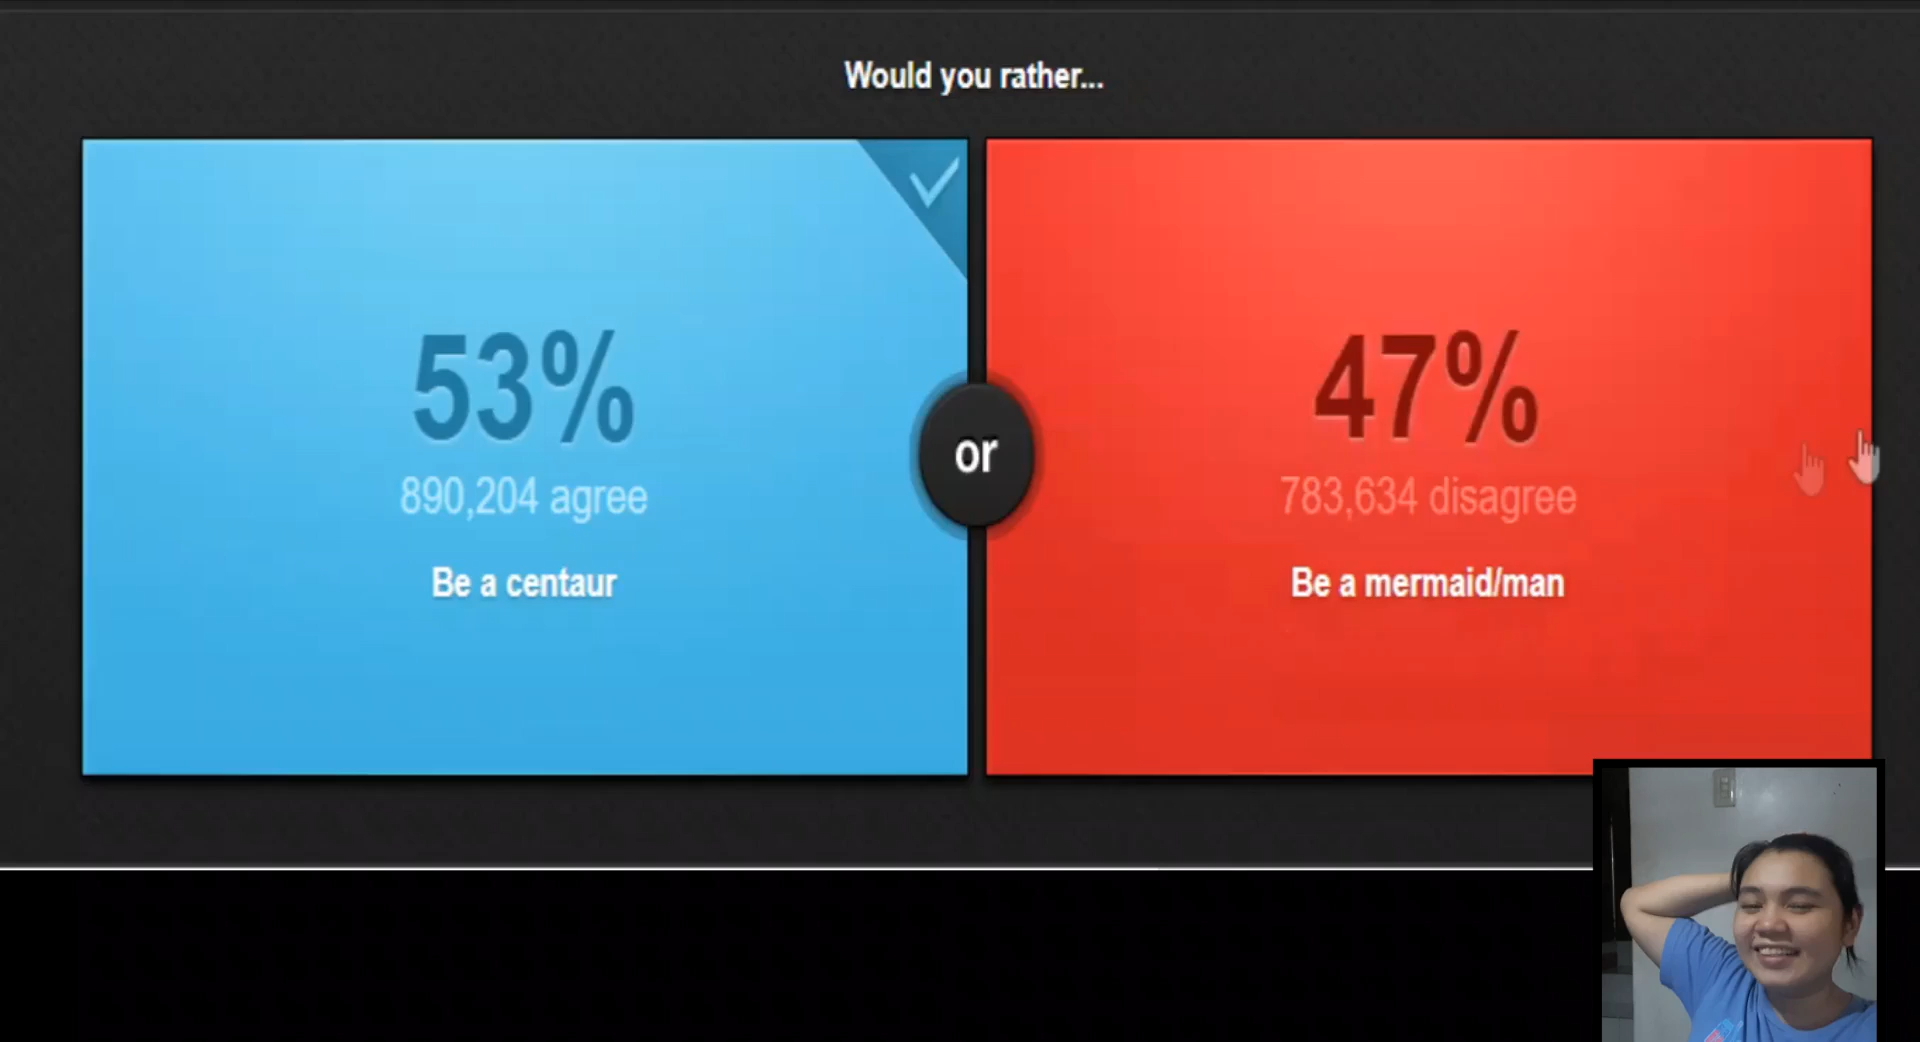 Would you rather...
53%
890,204 agree
Be a centaur
or
47%
783,634 disagree
Be a mermaid/man